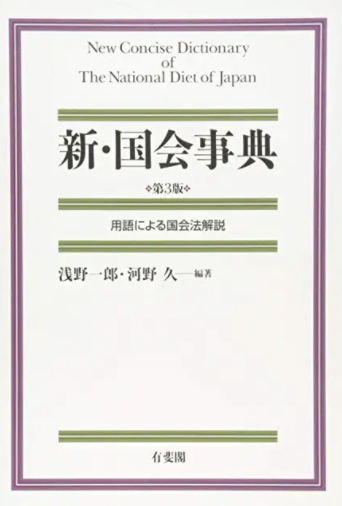 New Concise Dictionary
of
The National Diet of Japan
新・国会事典
❖第3版❖
用語による国会法解説
浅野一郎・河野 久―編著
有斐閣